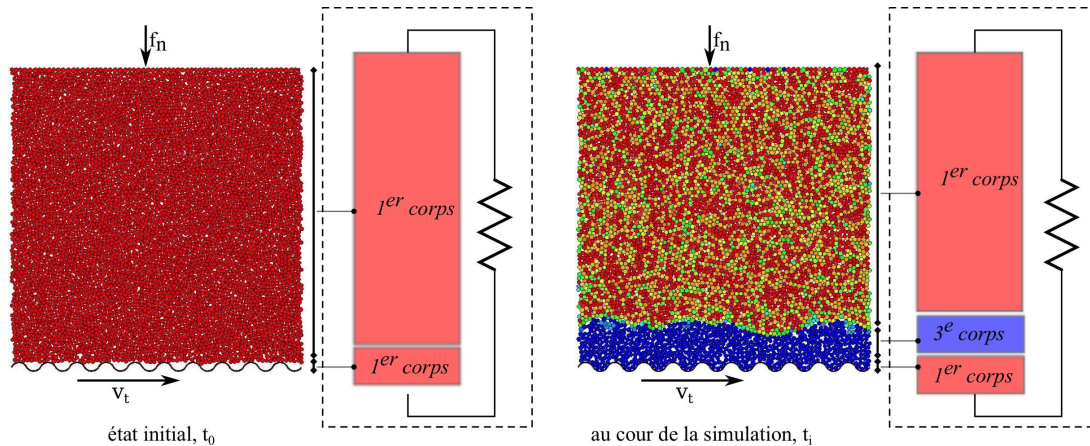 fn
1er corps
1er corps
vt
état initial, t0
fn
1er corps
3e corps
1er corps
vt
au cour de la simulation, ti